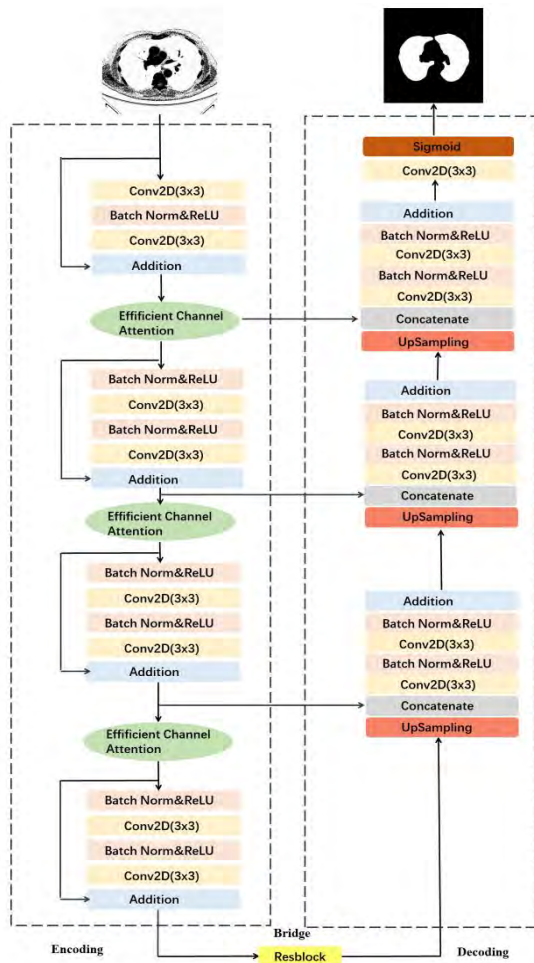 Conv2D(3x3)
Batch Norm&ReLU
Conv2D(3x3)
Addition
Effificient Channel
Attention
Batch Norm&ReLU
Conv2D(3x3)
Batch Norm&ReLU
Conv2D(3x3)
Addition
Effificient Channel
Attention
Batch Norm&ReLU
Conv2D(3x3)
Batch Norm&ReLU
Conv2D(3x3)
Addition
Effificient Channel
Attention
Batch Norm&ReLU
Conv2D(3x3)
Batch Norm&ReLU
Conv2D(3x3)
Addition
Encoding
Bridge
Resblock
Decoding
Sigmoid
Conv2D(3x3)
Addition
Batch Norm&ReLU
Conv2D(3x3)
Batch Norm&ReLU
Conv2D(3x3)
Concatenate
UpSampling
Addition
Batch Norm&ReLU
Conv2D(3x3)
Batch Norm&ReLU
Conv2D(3x3)
Concatenate
UpSampling
Addition
Batch Norm&ReLU
Conv2D(3x3)
Batch Norm&ReLU
Conv2D(3x3)
Concatenate
UpSampling